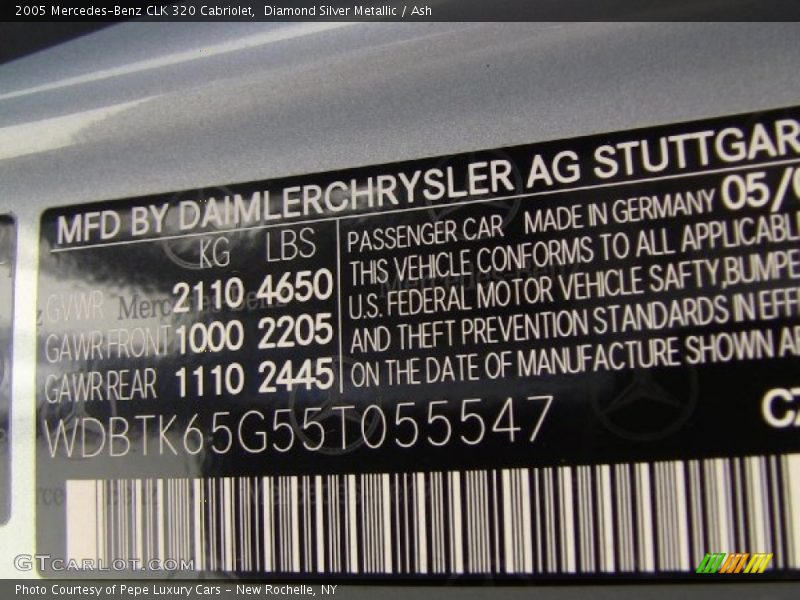 2005 Mercedes-Benz CLK 320 Cabriolet, Diamond Silver Metallic / Ash
MFD BY DAIMLERCHRYSLER AG STUTTGAR
KG LBS
GVWR 2110 4650
GAWR FRONT 1000 2205
GAWR REAR 1110 2445
PASSENGER CAR MADE IN GERMANY 05/0
THIS VEHICLE CONFORMS TO ALL APPLICABL
U.S. FEDERAL MOTOR VEHICLE SAFTY,BUMPE
AND THEFT PREVENTION STANDARDS IN EFF
ON THE DATE OF MANUFACTURE SHOWN A
WDBTK65G55T055547
Mercedes-Benz
GTCARLOT.COM
Photo Courtesy of Pepe Luxury Cars - New Rochelle, NY